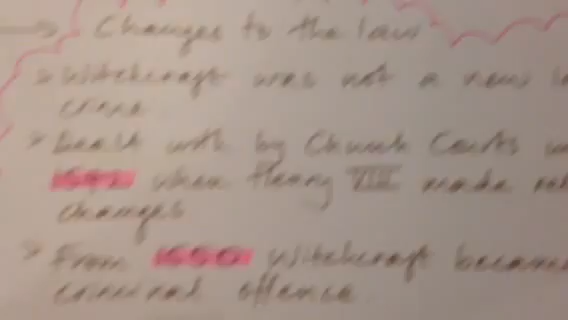 Changes to the law
Witchcraft was not a new
crime
Dealt with by Church Courts
1542 when Henry VIII made
changes
From witchcraft became
criminal offence